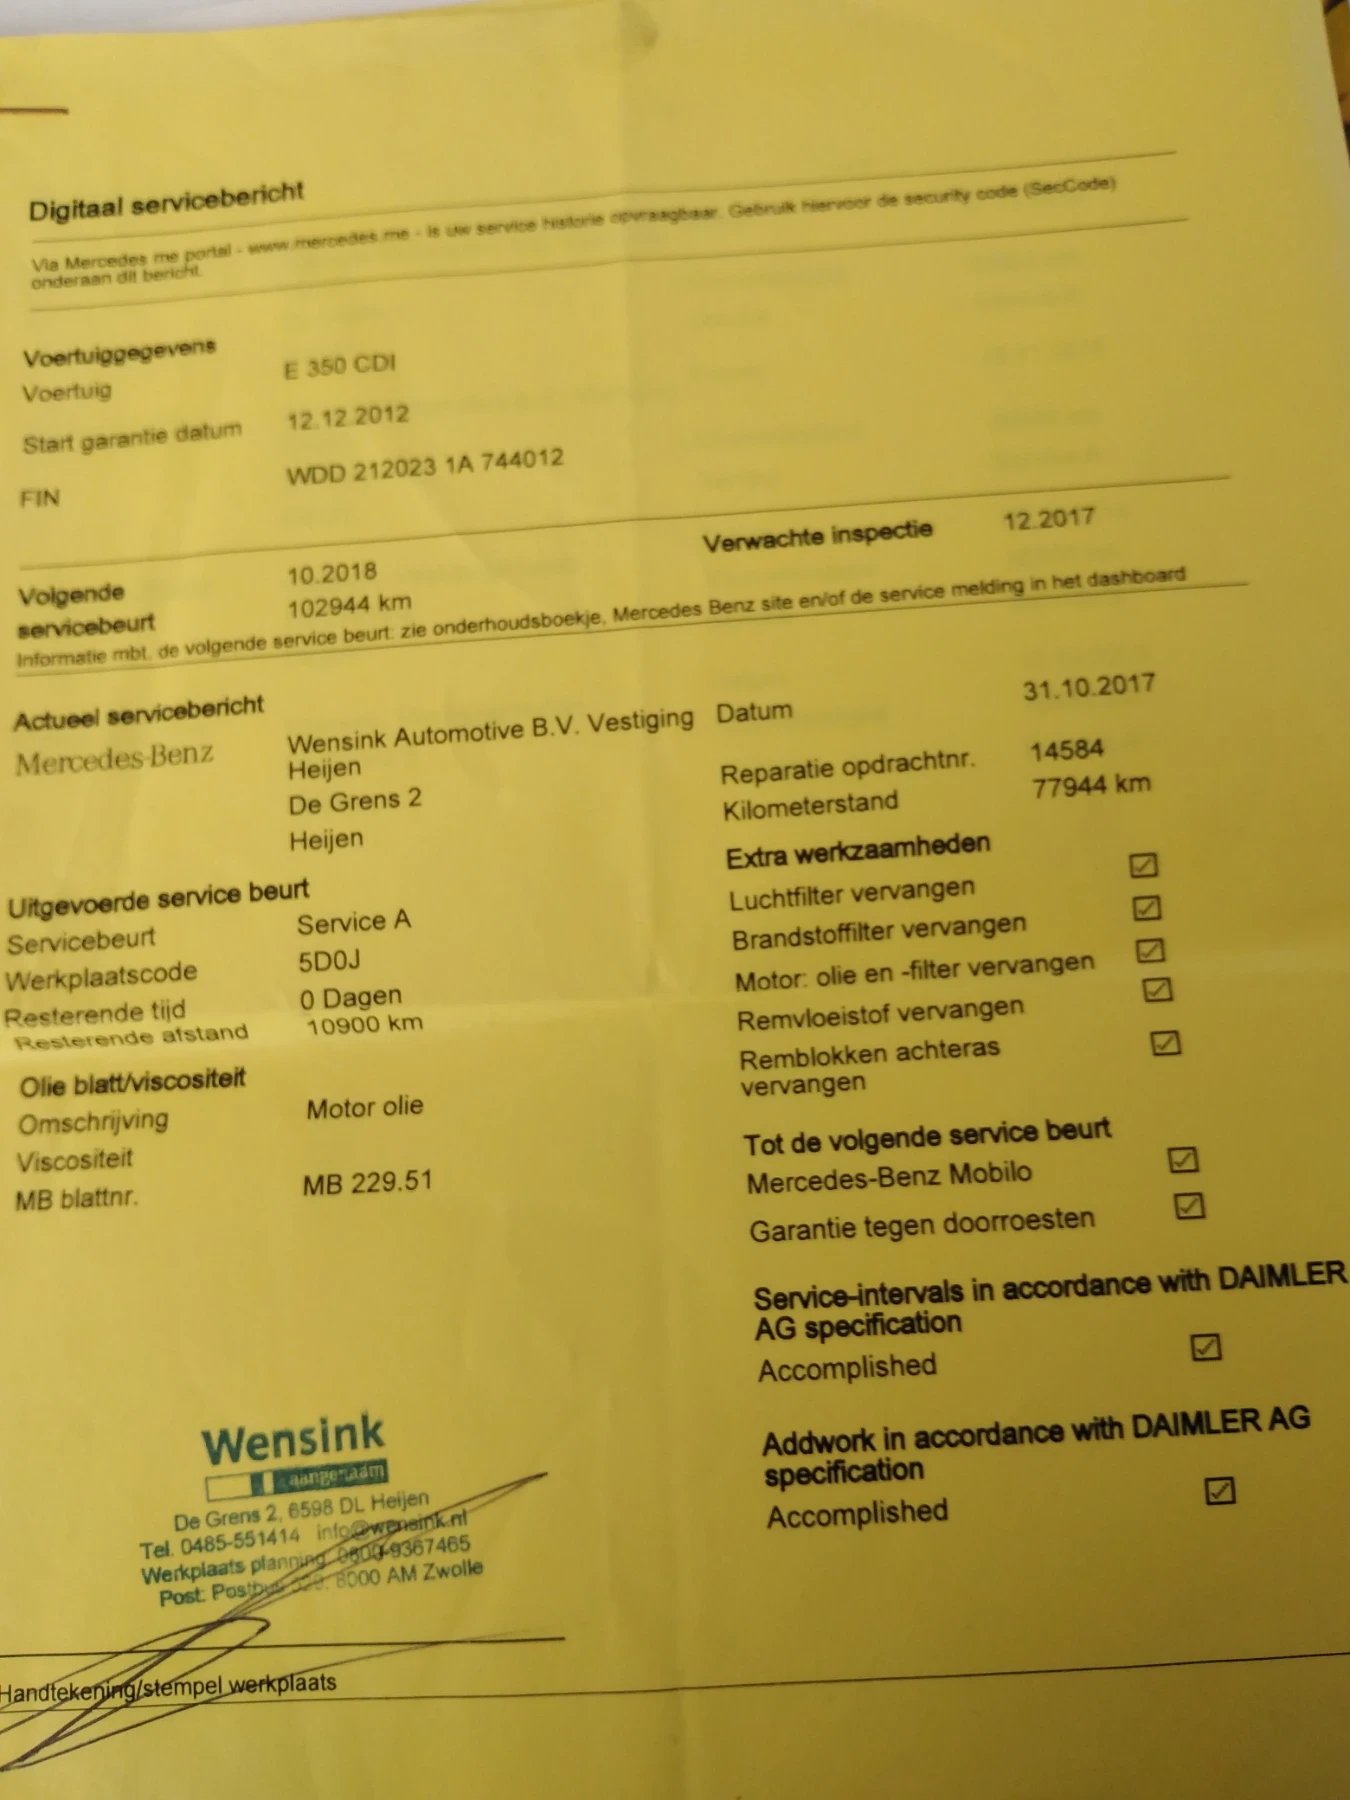 Digitaal servicebericht
Via Mercedes me portal - www.mercedes.me - is uw service historie opvraagbaar. Gebruik hiervoor de security code (SecCode)
onderaan dit bericht.
Voertuiggegevens
Voertuig E 350 CDI
Start garantie datum 12.12.2012
FIN WDD 212023 1A 744012
Volgende servicebeurt 10.2018
102944 km
Verwachte inspectie 12.2017
Informatie mbt. de volgende service beurt: zie onderhoudsboekje, Mercedes Benz site en/of de service melding in het dashboard
Actueel servicebericht
Mercedes-Benz Wensink Automotive B.V. Vestiging
Heijen
De Grens 2
Heijen
Datum 31.10.2017
Reparatie opdrachtnr. 14584
Kilometerstand 77944 km
Uitgevoerde service beurt
Servicebeurt Service A
Werkplaatscode 5D0J
Resterende tijd 0 Dagen
Resterende afstand 10900 km
Olie blatt/viscositeit
Omschrijving Motor olie
Viscositeit
MB blattnr. MB 229.51
Extra werkzaamheden
Luchtfilter vervangen
Brandstoffilter vervangen
Motor: olie en -filter vervangen
Remvloeistof vervangen
Remblokken achteras
vervangen
Tot de volgende service beurt
Mercedes-Benz Mobilo
Garantie tegen doorroesten
Service-intervals in accordance with DAIMLER
AG specification
Accomplished
Addwork in accordance with DAIMLER AG
specification
Accomplished
Wensink
aangenaam
De Grens 2, 6598 DL Heijen
Tel. 0485-551414 info@wensink.nl
Werkplaats planning 0800-9367465
Post: Postbus 8000 AM Zwolle
Handtekening/stempel werkplaats